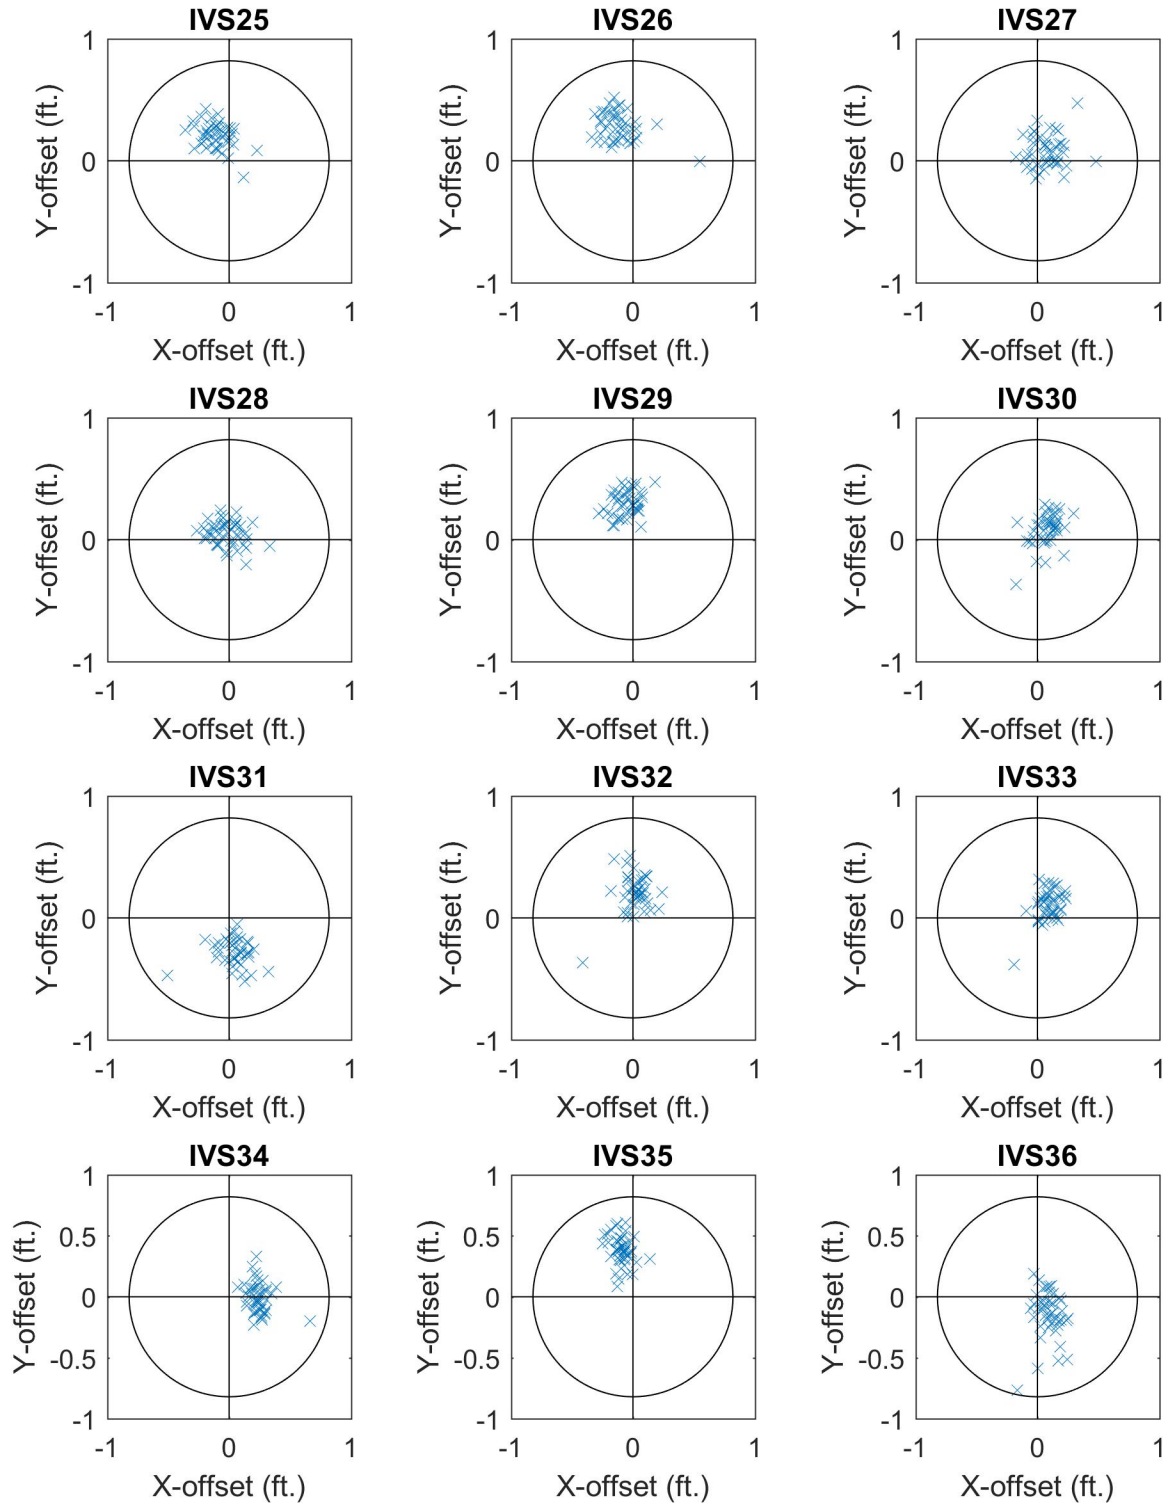 IVS25 IVS26 IVS27
1 1 1
Y-offset (ft.) Y-offset (ft.) Y-offset (ft.)
0 0 0
-1 -1 -1
-1 0 1 -1 0 1 -1 0 1
X-offset (ft.) X-offset (ft.) X-offset (ft.)
IVS28 IVS29 IVS30
1 1 1
Y-offset (ft.) Y-offset (ft.) Y-offset (ft.)
0 0 0
-1 -1 -1
-1 0 1 -1 0 1 -1 0 1
X-offset (ft.) X-offset (ft.) X-offset (ft.)
IVS31 IVS32 IVS33
1 1 1
Y-offset (ft.) Y-offset (ft.) Y-offset (ft.)
0 0 0
-1 -1 -1
-1 0 1 -1 0 1 -1 0 1
X-offset (ft.) X-offset (ft.) X-offset (ft.)
IVS34 IVS35 IVS36
1 1 1
0.5 0.5 0.5
Y-offset (ft.) Y-offset (ft.) Y-offset (ft.)
0 0 0
-0.5 -0.5 -0.5
-1 -1 -1
-1 0 1 -1 0 1 -1 0 1
X-offset (ft.) X-offset (ft.) X-offset (ft.)